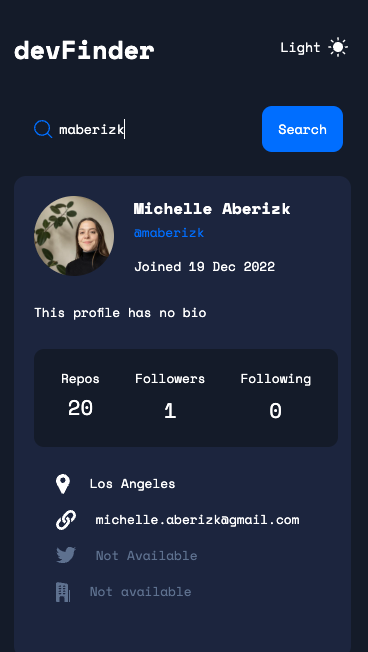 devFinder
Light
maberizk
Search
Michelle Aberizk
@maberizk
Joined 19 Dec 2022
This profile has no bio
Repos Followers Following
20 1 0
Los Angeles
michelle.aberizk@gmail.com
Not Available
Not available